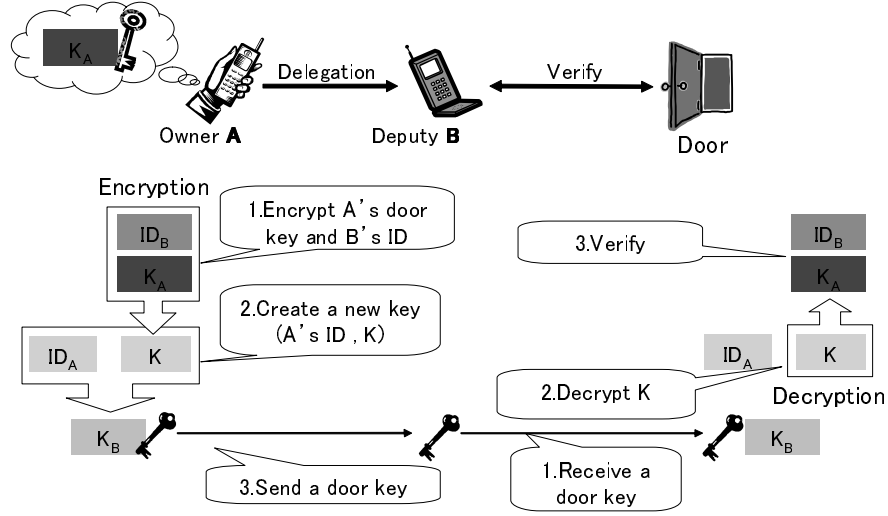 K_A
Delegation
Verify
Owner A
Deputy B
Door
Encryption
ID_B
K_A
1.Encrypt A's door
key and B's ID
2.Create a new key
(A's ID , K)
ID_A
K
K_B
3.Send a door key
3.Verify
ID_B
K_A
ID_A
K
2.Decrypt K
Decryption
K_B
1.Receive a
door key